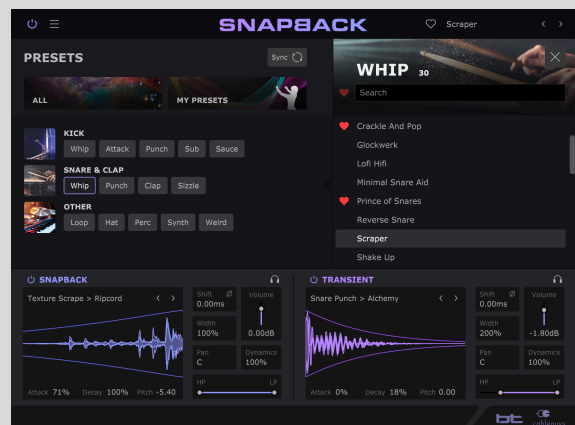 SNAPBACK
Scraper
PRESETS
Sync
ALL
MY PRESETS
KICK
Whip Attack Punch Sub Sauce
SNARE & CLAP
Whip Punch Clap Sizzle
OTHER
Loop Hat Perc Synth Weird
WHIP 30
Search
Crackle And Pop
Glockwerk
Lofi Hifi
Minimal Snare Aid
Prince of Snares
Reverse Snare
Scraper
Shake Up
SNAPBACK
Texture Scrape > Ripcord
Attack 71% Decay 100% Pitch -5.40
Shift Ø
0.00ms
Width
100%
Pan
C
Volume
0.00dB
Dynamics
100%
HP LP
TRANSIENT
Snare Punch > Alchemy
Attack 0% Decay 18% Pitch 0.00
Shift Ø
0.00ms
Width
200%
Pan
C
Volume
-1.80dB
Dynamics
100%
HP LP
bt
cableguys